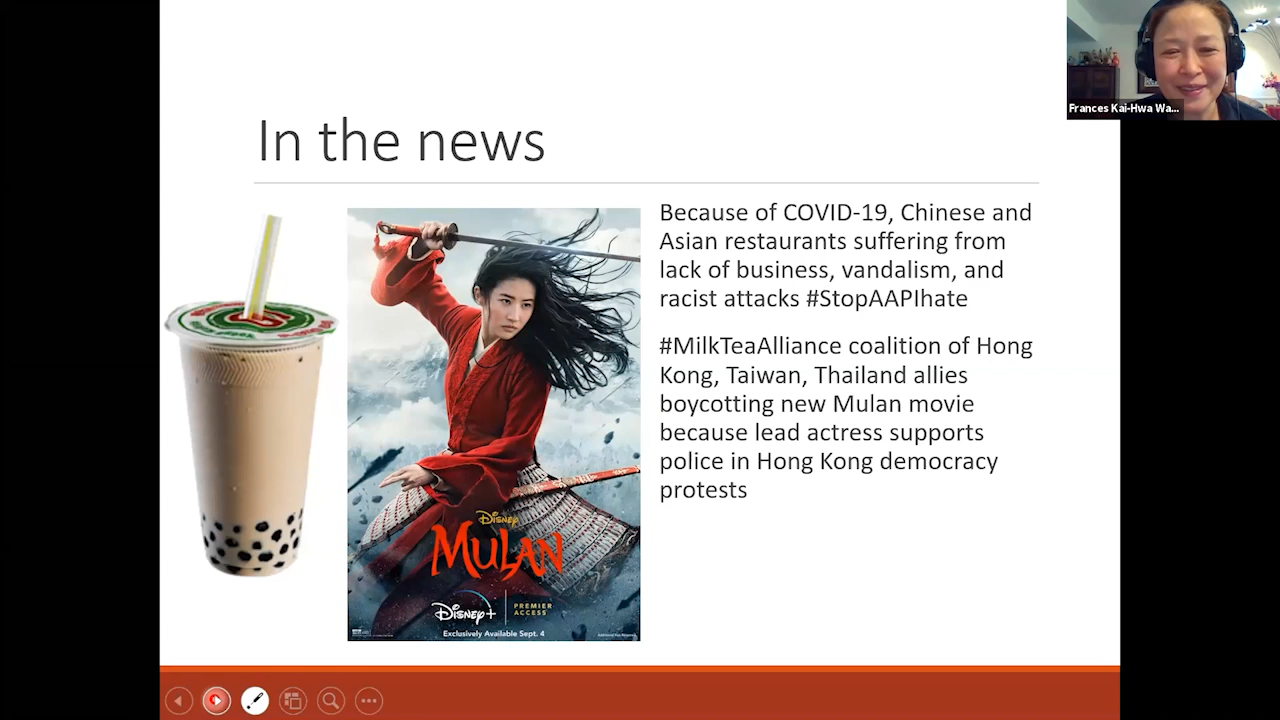 Frances Kai-Hwa Wa...
In the news
Because of COVID-19, Chinese and
Asian restaurants suffering from
lack of business, vandalism, and
racist attacks #StopAAPIhate
#MilkTeaAlliance coalition of Hong
Kong, Taiwan, Thailand allies
boycotting new Mulan movie
because lead actress supports
police in Hong Kong democracy
protests
Disney
MULAN
Disney+
PREMIER
ACCESS
Exclusively Available Sept. 4